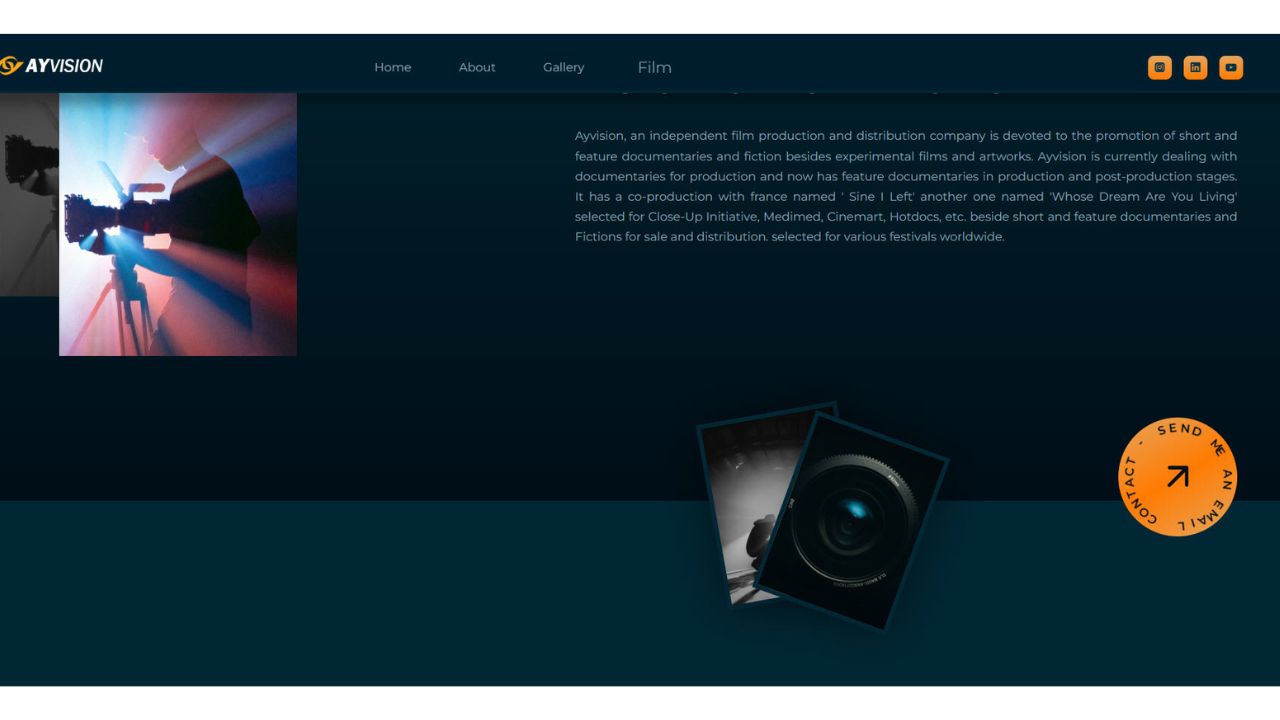 AYVISION
Home About Gallery Film
Ayvision, an independent film production and distribution company is devoted to the promotion of short and
feature documentaries and fiction besides experimental films and artworks. Ayvision is currently dealing with
documentaries for production and now has feature documentaries in production and post-production stages.
It has a co-production with france named ' Sine I Left' another one named 'Whose Dream Are You Living'
selected for Close-Up Initiative, Medimed, Cinemart, Hotdocs, etc. beside short and feature documentaries and
Fictions for sale and distribution. selected for various festivals worldwide.
CONTACT - SEND ME AN EMAIL
in